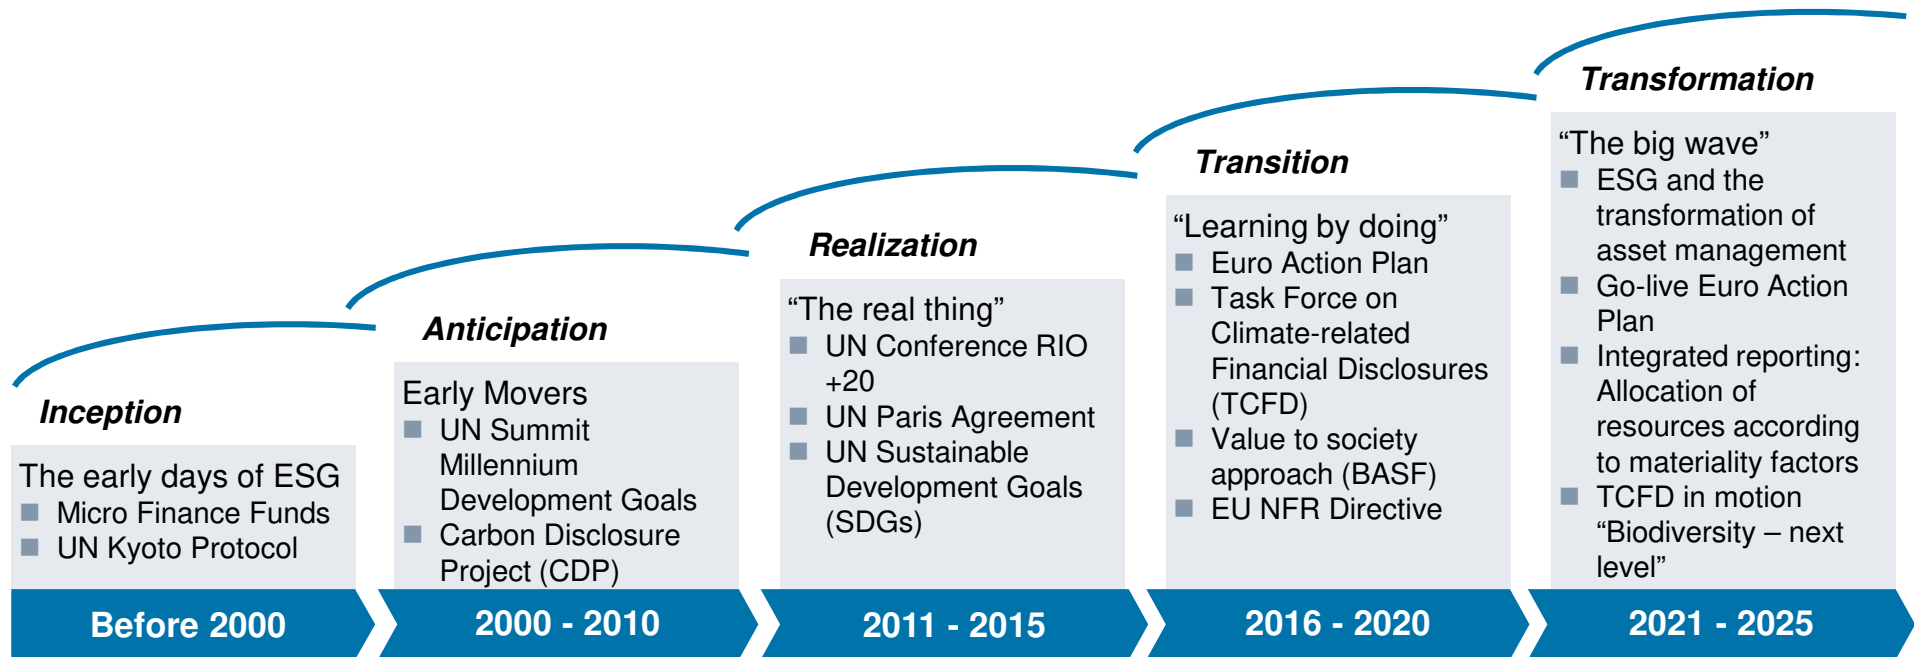 Inception
The early days of ESG
Micro Finance Funds
UN Kyoto Protocol
Before 2000
Anticipation
Early Movers
UN Summit
Millennium
Development Goals
Carbon Disclosure
Project (CDP)
2000 - 2010
Realization
“The real thing”
UN Conference RIO
+20
UN Paris Agreement
UN Sustainable
Development Goals
(SDGs)
2011 - 2015
Transition
“Learning by doing”
Euro Action Plan
Task Force on
Climate-related
Financial Disclosures
(TCFD)
Value to society
approach (BASF)
EU NFR Directive
2016 - 2020
Transformation
“The big wave”
ESG and the
transformation of
asset management
Go-live Euro Action
Plan
Integrated reporting:
Allocation of
resources according
to materiality factors
TCFD in motion
“Biodiversity – next
level”
2021 - 2025